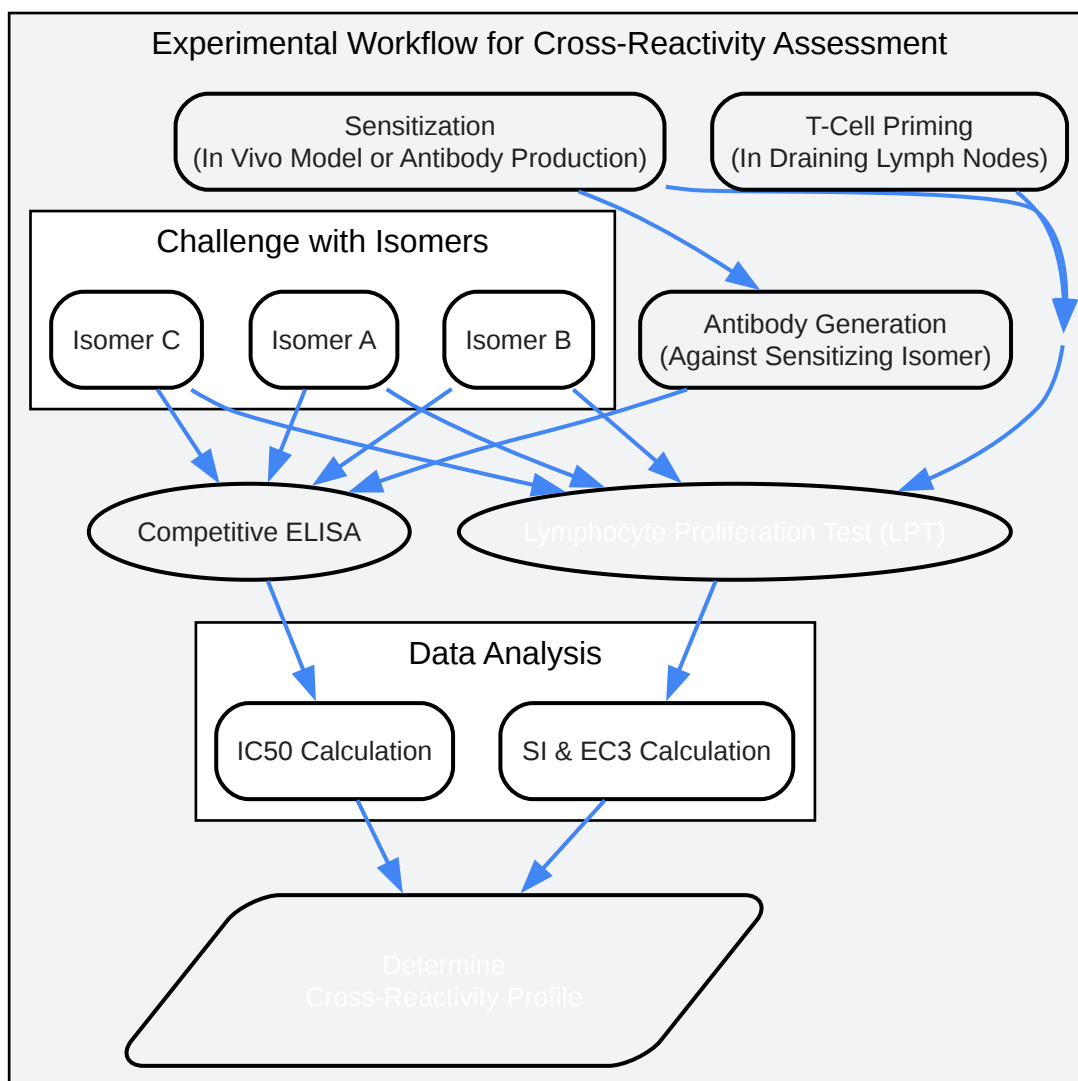 Experimental Workflow for Cross-Reactivity Assessment
Sensitization
(In Vivo Model or Antibody Production)
T-Cell Priming
(In Draining Lymph Nodes)
Challenge with Isomers
Isomer C
Isomer A
Isomer B
Antibody Generation
(Against Sensitizing Isomer)
Competitive ELISA
Lymphocyte Proliferation Test (LPT)
Data Analysis
IC50 Calculation
SI & EC3 Calculation
Determine
Cross-Reactivity Profile